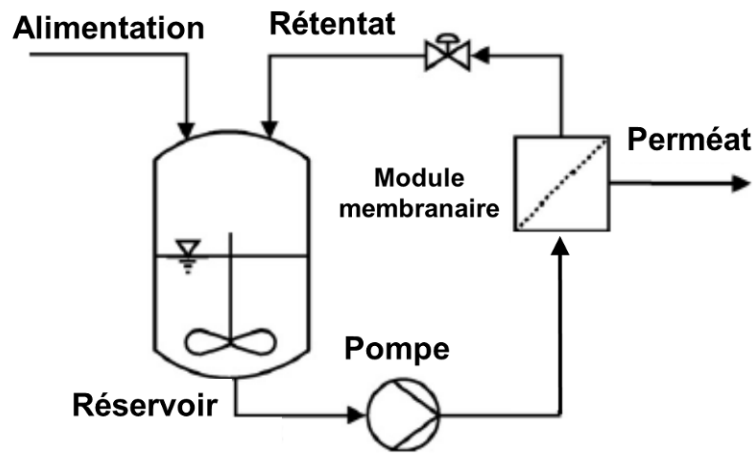 Alimentation
Rétentat
Perméat
Module
membranaire
Pompe
Réservoir